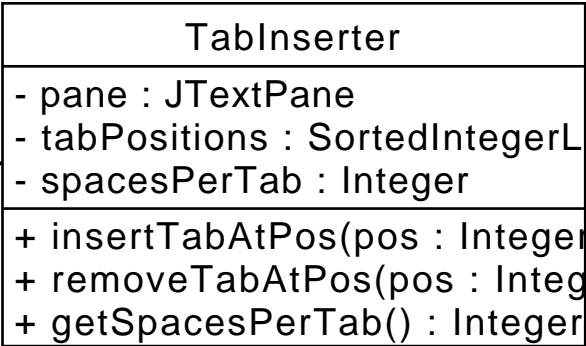 TabInserter
- pane : JTextPane
- tabPositions : SortedIntegerL
- spacesPerTab : Integer
+ insertTabAtPos(pos : Integer
+ removeTabAtPos(pos : Integ
+ getSpacesPerTab() : Integer